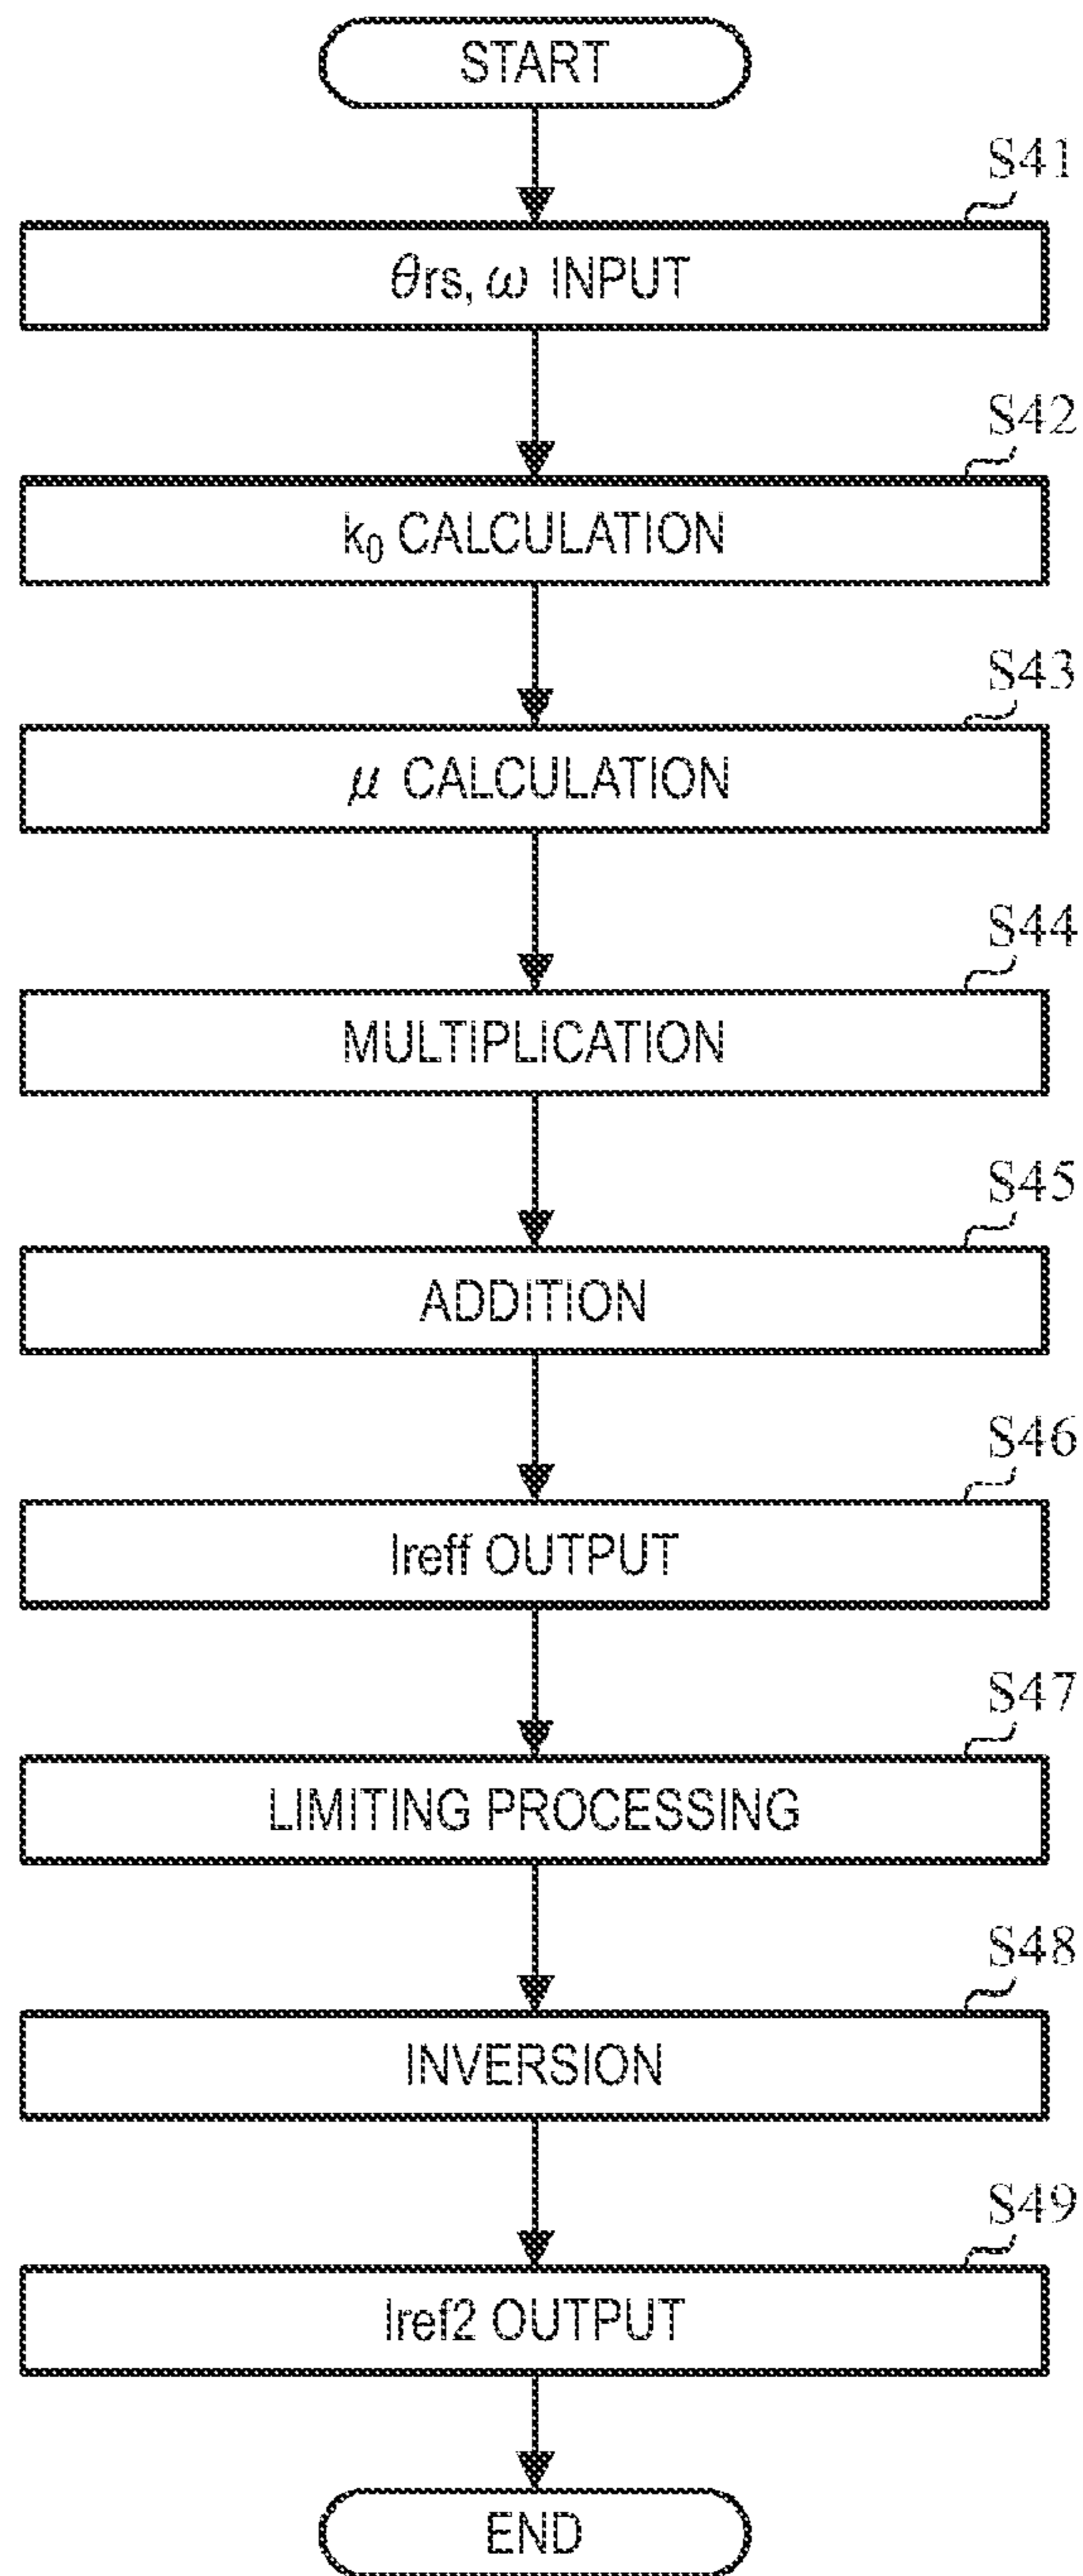 START
S41
θrs, ω INPUT
S42
k₀ CALCULATION
S43
μ CALCULATION
S44
MULTIPLICATION
S45
ADDITION
S46
Ireff OUTPUT
S47
LIMITING PROCESSING
S48
INVERSION
S49
Iref2 OUTPUT
END